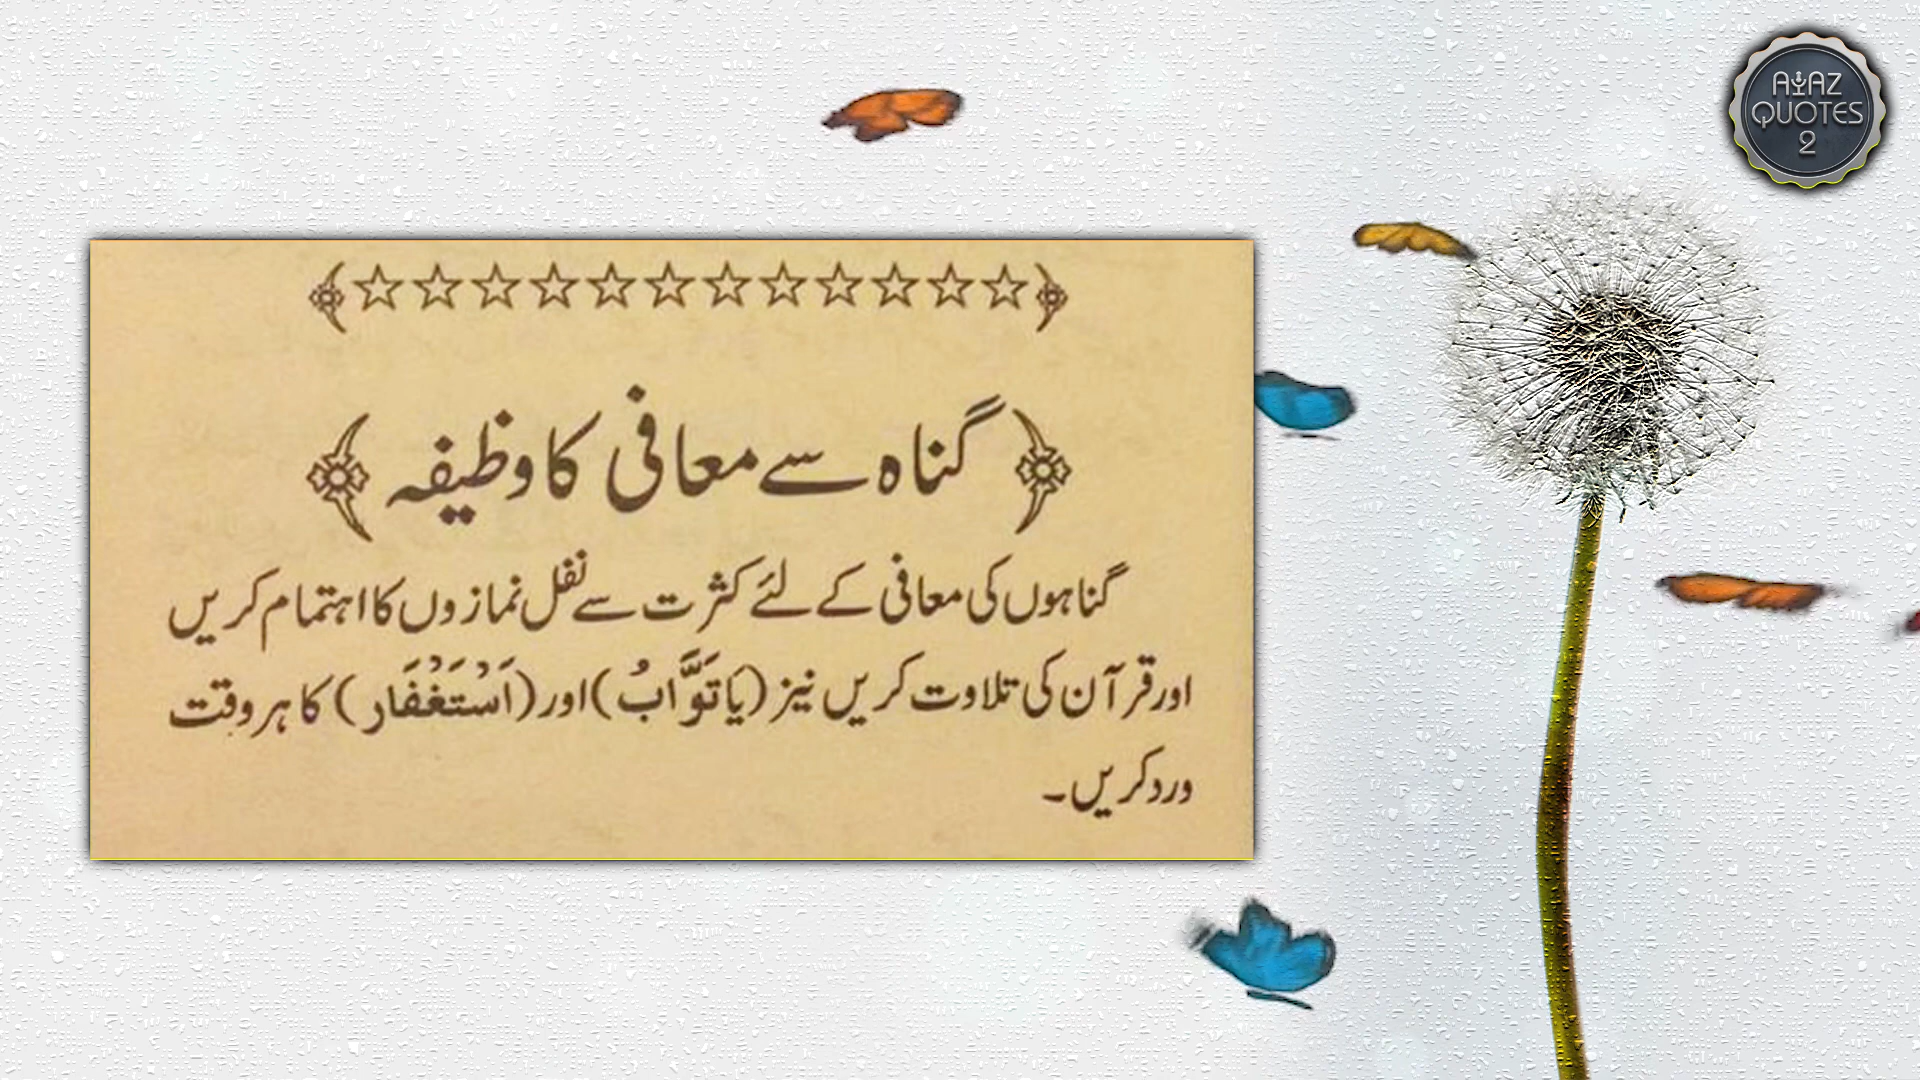 گناہ سے معافی کا وظیفہ
گناہوں کی معافی کے لئے کثرت سے نفل نمازوں کا اہتمام کریں
اور قرآن کی تلاوت کریں نیز (یَا تَوَّابُ) اور (اَسْتَغْفَار) کا ہر وقت
ورد کریں۔
AYAZ
QUOTES
2